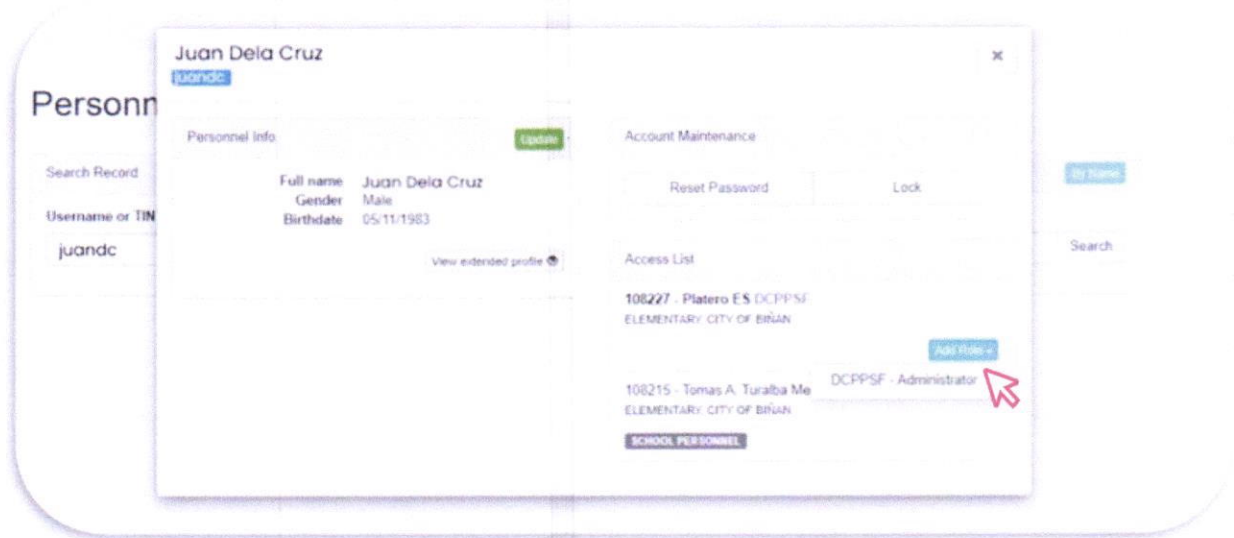 Juan Dela Cruz
juandc
×
Personn
Personnel Info
Update
Full name Juan Dela Cruz
Gender Male
Birthdate 05/11/1983
View extended profile
Account Maintenance
Reset Password
Lock
Access List
108227 - Platero ES DCPPSF
ELEMENTARY, CITY OF BIÑAN
Add Role +
DCPPSF - Administrator
108215 - Tomas A. Turalba Me
ELEMENTARY, CITY OF BIÑAN
SCHOOL PERSONNEL
Search Record
By Name
Username or TIN
juandc
Search